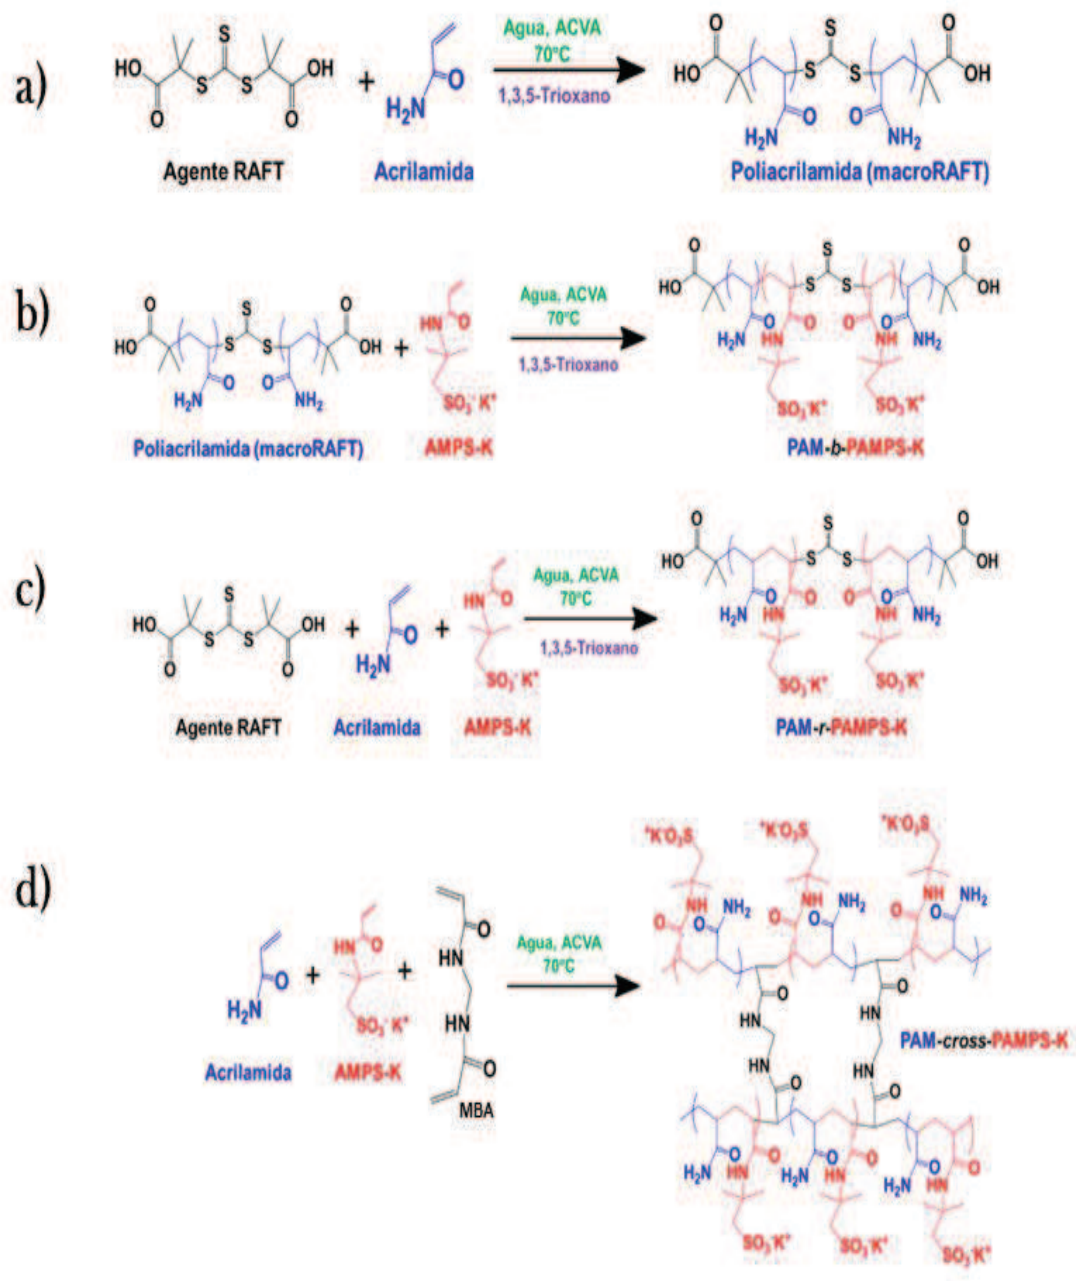 a)
HO
O
S
S
S
O
OH
Agente RAFT
+
O
H₂N
Acrilamida
Agua, ACVA
70°C
1,3,5-Trioxano
O
HO
S
S
S
O
OH
O
H₂N
O
NH₂
Poliacrilamida (macroRAFT)
b)
O
HO
S
S
S
O
OH
O
H₂N
O
NH₂
Poliacrilamida (macroRAFT)
+
HN
O
SO₃⁻ K⁺
AMPS-K
Agua, ACVA
70°C
1,3,5-Trioxano
O
HO
S
S
S
O
OH
O
H₂N
O
HN
SO₃⁻K⁺
O
NH
SO₃⁻K⁺
O
NH₂
PAM-b-PAMPS-K
c)
HO
O
S
S
S
O
OH
Agente RAFT
+
O
H₂N
Acrilamida
+
HN
O
SO₃⁻ K⁺
AMPS-K
Agua, ACVA
70°C
1,3,5-Trioxano
O
HO
S
S
S
O
OH
O
H₂N
O
HN
SO₃⁻K⁺
O
NH
SO₃⁻K⁺
O
NH₂
PAM-r-PAMPS-K
d)
O
H₂N
Acrilamida
+
HN
O
SO₃⁻ K⁺
AMPS-K
+
O
HN
HN
O
MBA
Agua, ACVA
70°C
⁺K⁻O₃S
⁺K⁻O₃S
⁺K⁻O₃S
NH
O
O
NH₂
NH
O
O
NH₂
NH
O
O
NH₂
O
HN
HN
O
O
HN
HN
O
PAM-cross-PAMPS-K
O
H₂N
O
HN
O
H₂N
O
HN
O
H₂N
O
HN
SO₃⁻K⁺
SO₃⁻K⁺
SO₃⁻K⁺